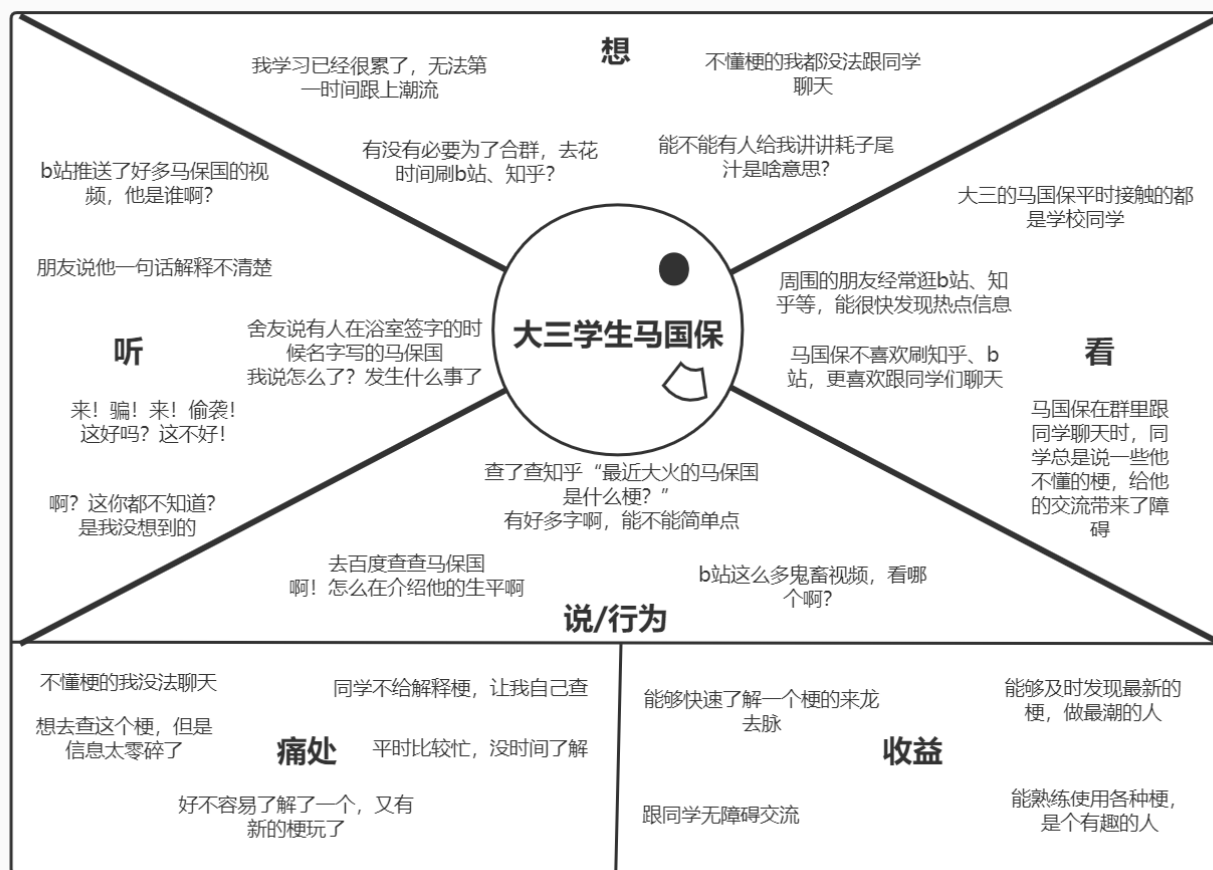 想
我学习已经很累了，无法第
一时间跟上潮流
不懂梗的我都没法跟同学
聊天
有没有必要为了合群，去花
时间刷b站、知乎？
能不能有人给我讲讲耗子尾
汁是啥意思？
b站推送了好多马保国的视
频，他是谁啊？
朋友说他一句话解释不清楚
听
舍友说有人在浴室签字的时
候名字写的马保国
我说怎么了？发生什么事了
来！骗！来！偷袭！
这好吗？这不好！
啊？这你都不知道？
是我没想到的
大三学生马国保
大三的马国保平时接触的都
是学校同学
周围的朋友经常逛b站、知
乎等，能很快发现热点信息
看
马国保不喜欢刷知乎、b
站，更喜欢跟同学们聊天
马国保在群里跟
同学聊天时，同
学总是说一些他
不懂的梗，给他
的交流带来了障
碍
查了查知乎“最近大火的马保国
是什么梗？”
有好多字啊，能不能简单点
去百度查查马保国
啊！怎么在介绍他的生平啊
b站这么多鬼畜视频，看哪
个啊？
说/行为
不懂梗的我没法聊天
同学不给解释梗，让我自己查
想去查这个梗，但是
信息太零碎了
痛处
平时比较忙，没时间了解
好不容易了解了一个，又有
新的梗玩了
能够快速了解一个梗的来龙
去脉
能够及时发现最新的
梗，做最潮的人
收益
跟同学无障碍交流
能熟练使用各种梗，
是个有趣的人